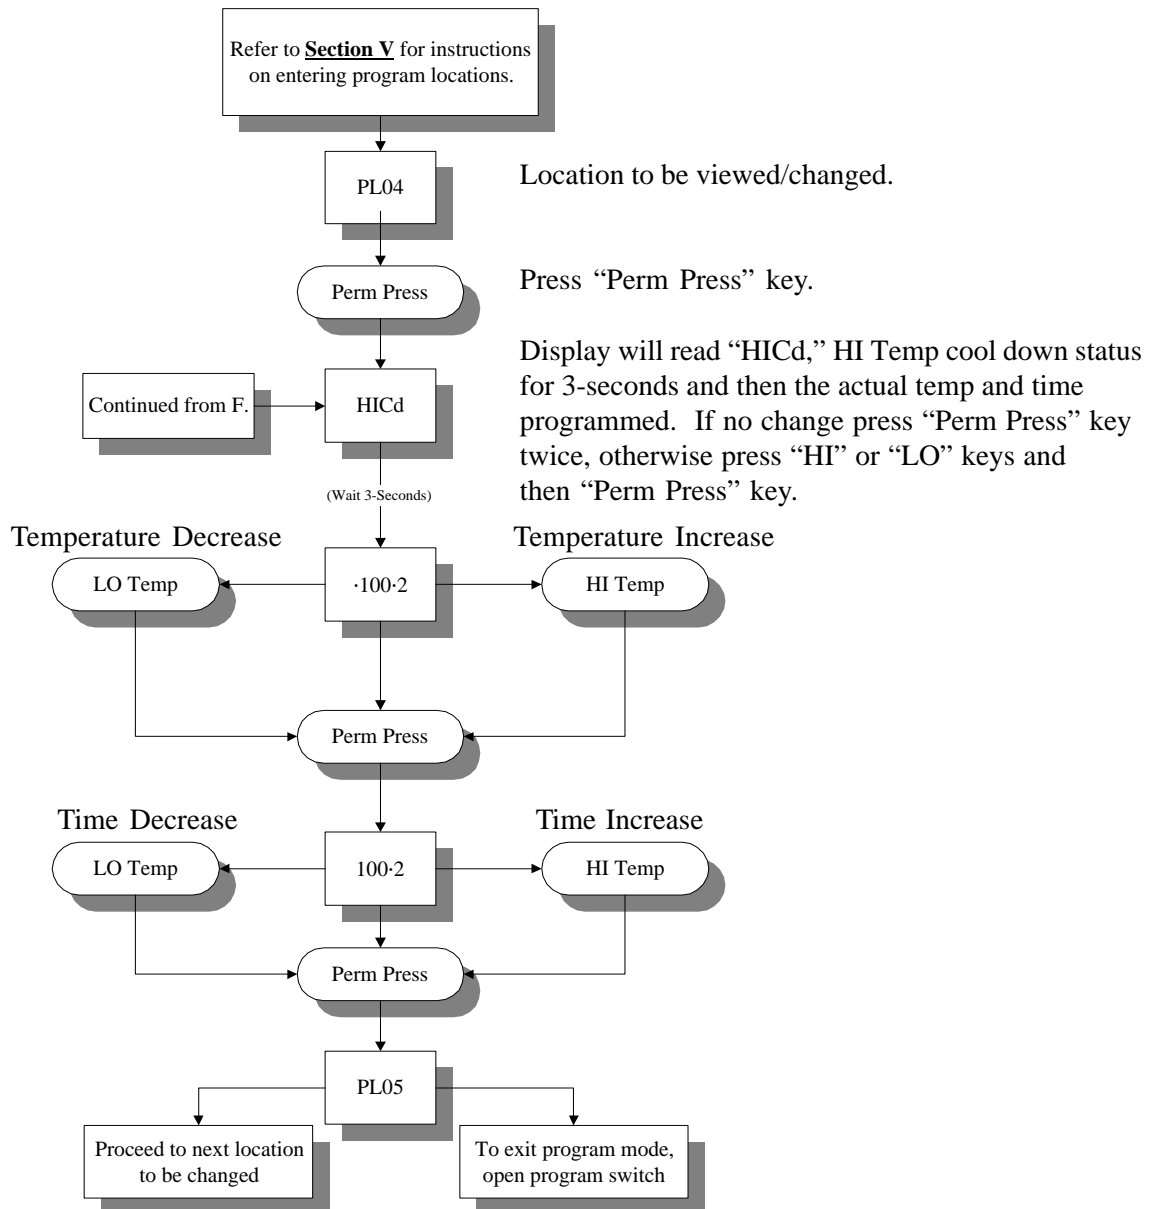 Refer to Section V for instructions
on entering program locations.
PL04
Location to be viewed/changed.
Perm Press
Press “Perm Press” key.
Continued from F.
HICd
Display will read “HICd,” HI Temp cool down status
for 3-seconds and then the actual temp and time
programmed. If no change press “Perm Press” key
twice, otherwise press “HI” or “LO” keys and
then “Perm Press” key.
(Wait 3-Seconds)
Temperature Decrease
Temperature Increase
LO Temp
·100·2
HI Temp
Perm Press
Time Decrease
Time Increase
LO Temp
100·2
HI Temp
Perm Press
PL05
Proceed to next location
to be changed
To exit program mode,
open program switch